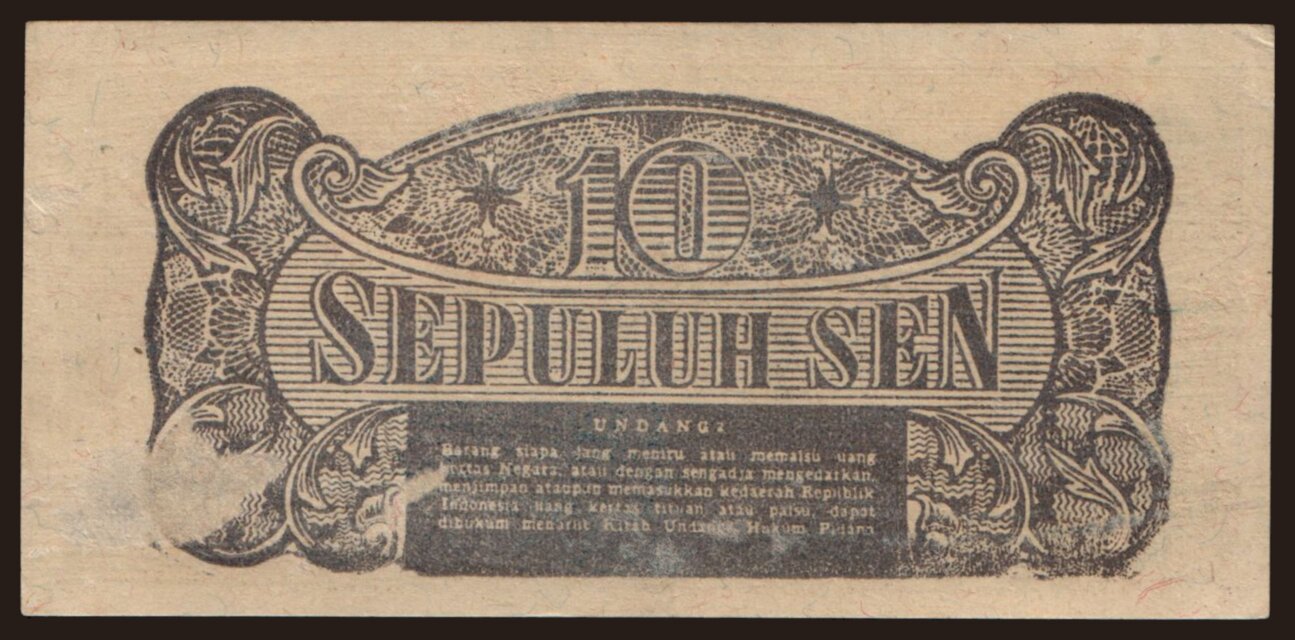 10
SEPULUH SEN
UNDANG2
Barang siapa jang meniru atau memalsu uang
kertas Negara, atau dengan sengadja mengedarkan,
menjimpan ataupun memasukkan kedaerah Republik
Indonesia uang kertas tiruan atau palsu, dapat
dihukum menurut Kitab Undang2 Hukum Pidana